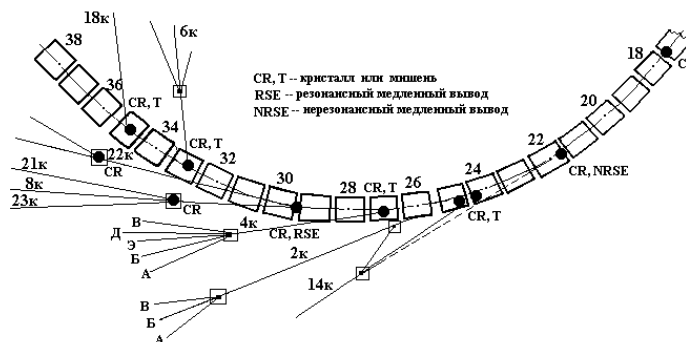 18к
6к
38
36
CR, T
34
CR, T
32
30
28
CR, T
26
24
CR, T
22
CR, NRSE
20
18
C
CR, T -- кристалл или мишень
RSE -- резонансный медленный вывод
NRSE -- нерезонансный медленный вывод
22к
CR
21к
8к
23к
CR
4к
CR, RSE
В
Д
Э
Б
А
2к
14к
В
Б
А